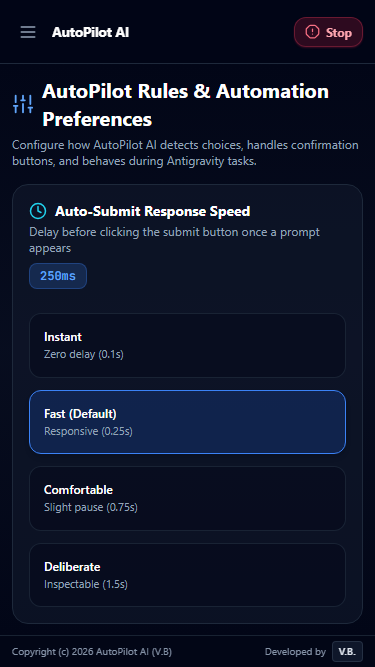 AutoPilot AI
Stop
AutoPilot Rules & Automation
Preferences
Configure how AutoPilot AI detects choices, handles confirmation
buttons, and behaves during Antigravity tasks.
Auto-Submit Response Speed
Delay before clicking the submit button once a prompt
appears
250ms
Instant
Zero delay (0.1s)
Fast (Default)
Responsive (0.25s)
Comfortable
Slight pause (0.75s)
Deliberate
Inspectable (1.5s)
Copyright (c) 2026 AutoPilot AI (V.B)
Developed by V.B.